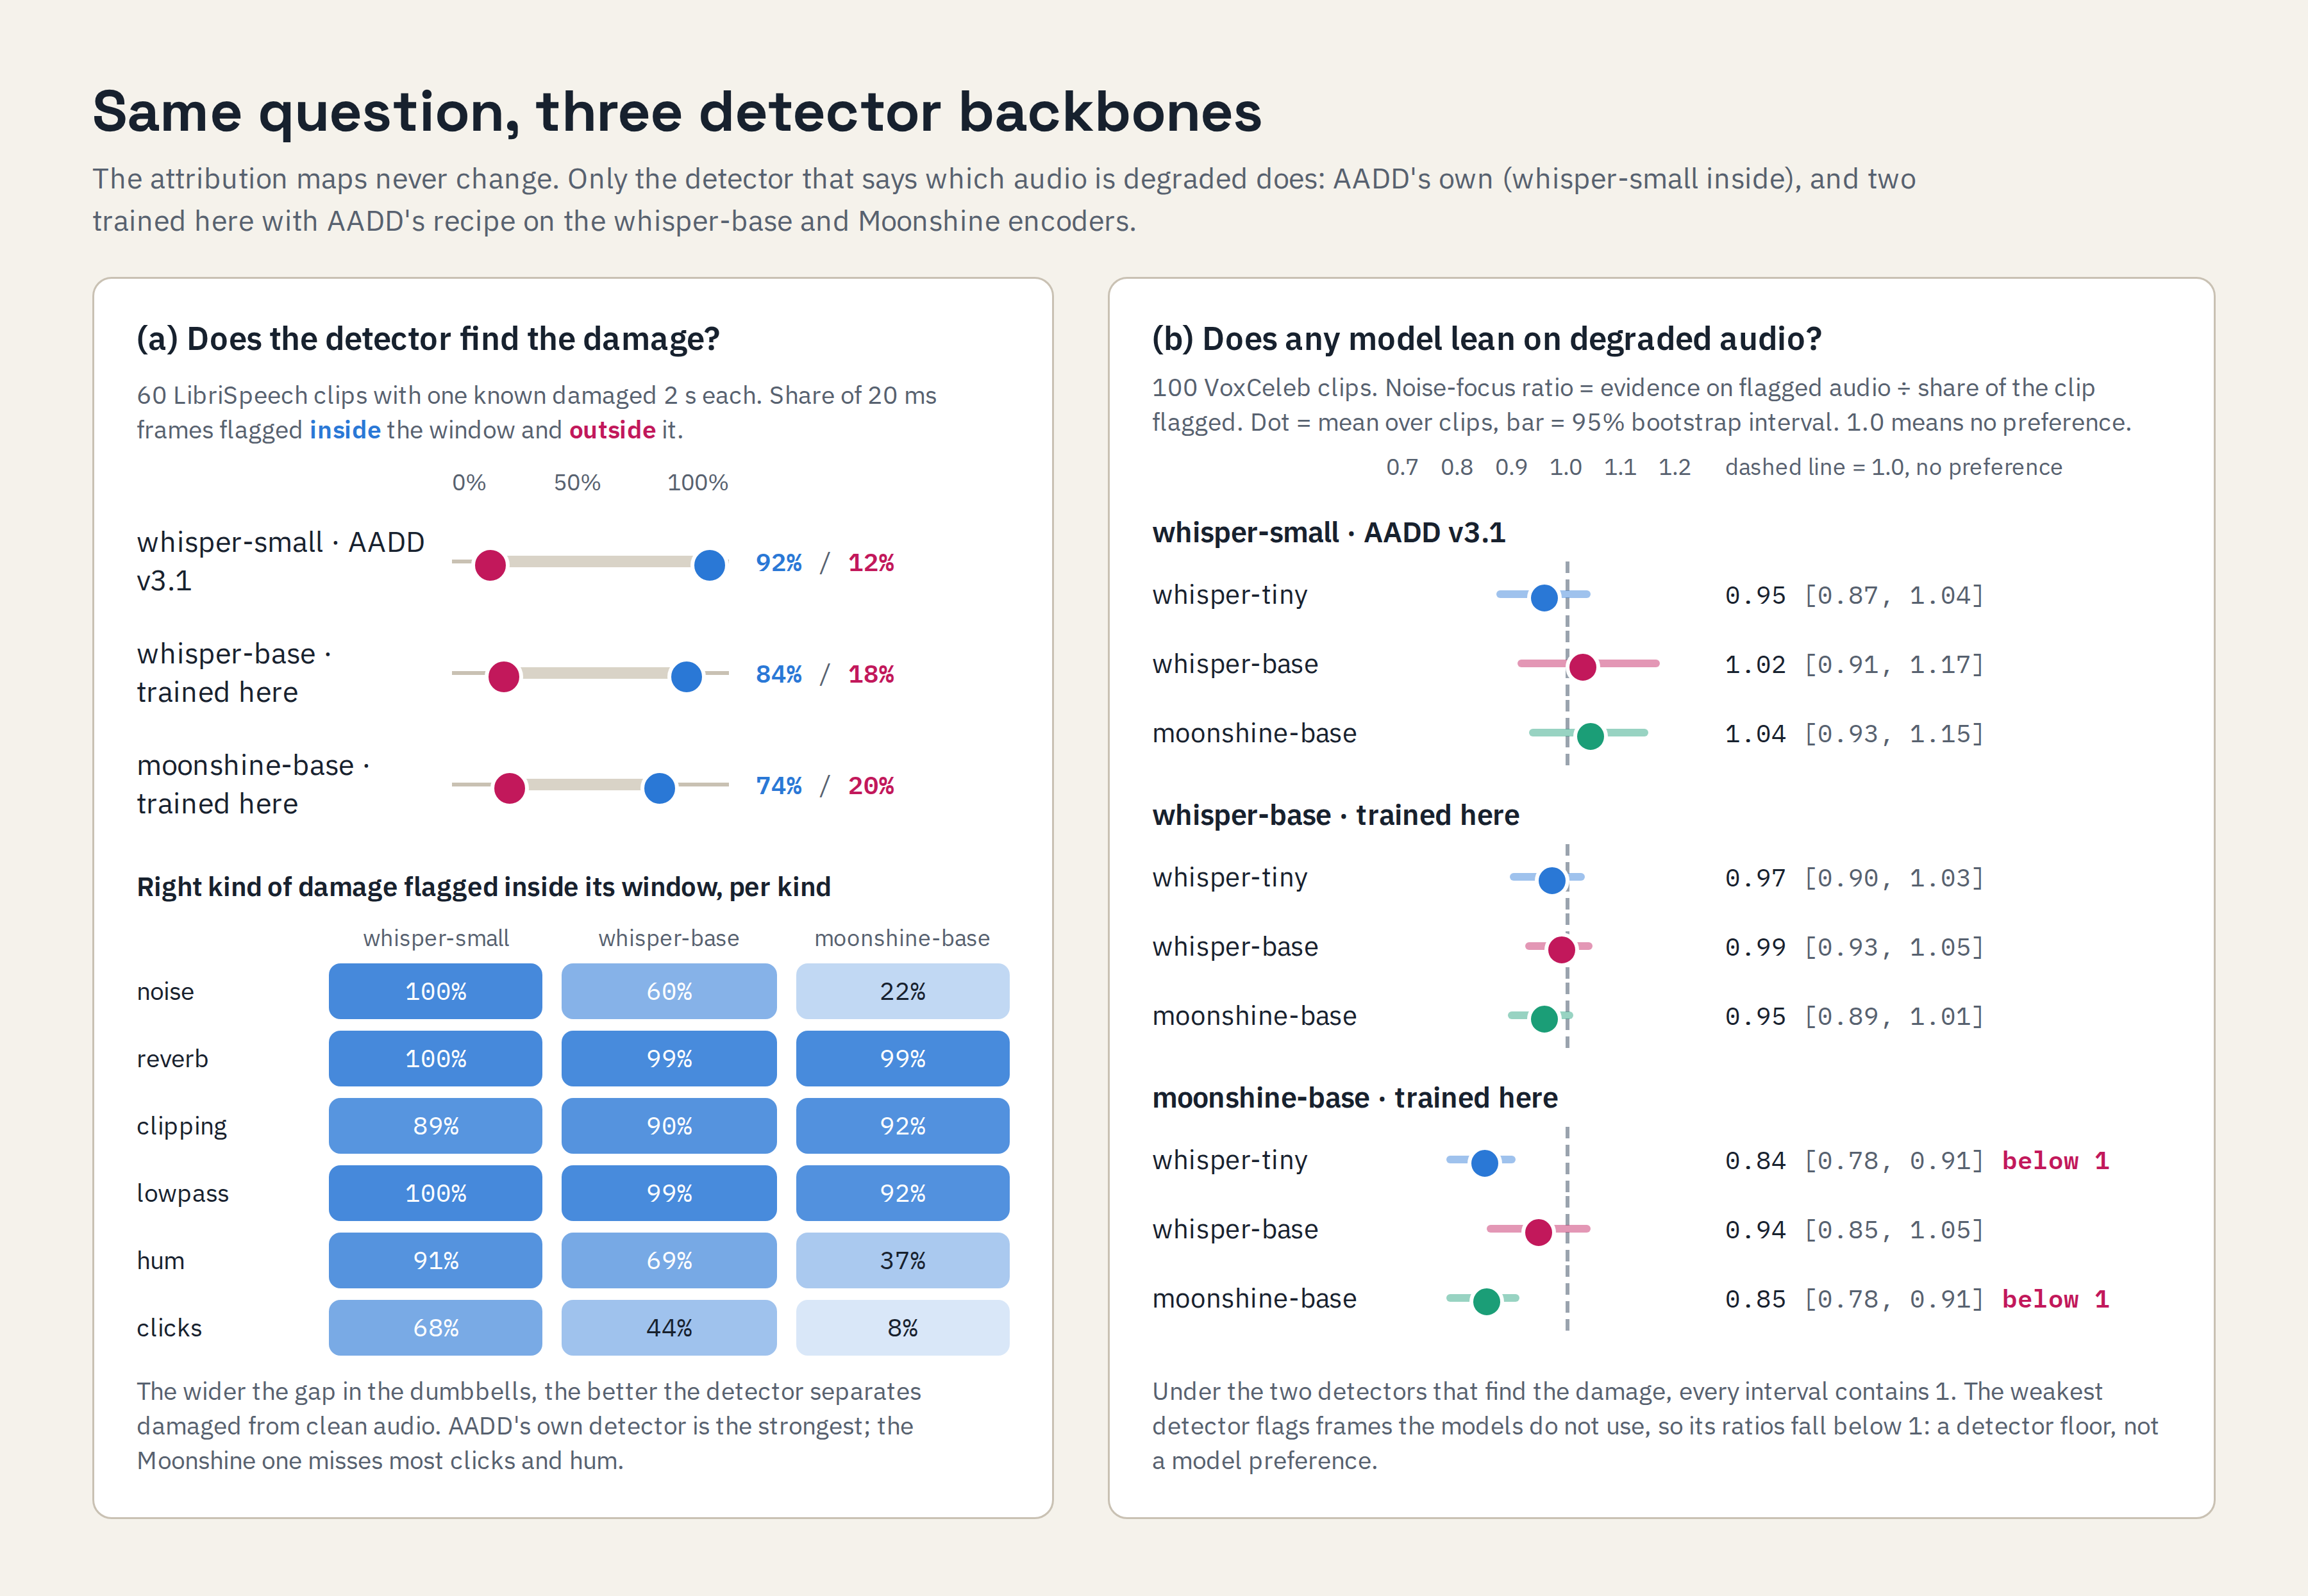 Same question, three detector backbones
The attribution maps never change. Only the detector that says which audio is degraded does: AADD's own (whisper-small inside), and two
trained here with AADD's recipe on the whisper-base and Moonshine encoders.
(a) Does the detector find the damage?
60 LibriSpeech clips with one known damaged 2 s each. Share of 20 ms
frames flagged inside the window and outside it.
0% 50% 100%
whisper-small · AADD
v3.1
92% / 12%
whisper-base ·
trained here
84% / 18%
moonshine-base ·
trained here
74% / 20%
Right kind of damage flagged inside its window, per kind
whisper-small whisper-base moonshine-base
noise 100% 60% 22%
reverb 100% 99% 99%
clipping 89% 90% 92%
lowpass 100% 99% 92%
hum 91% 69% 37%
clicks 68% 44% 8%
The wider the gap in the dumbbells, the better the detector separates
damaged from clean audio. AADD's own detector is the strongest; the
Moonshine one misses most clicks and hum.
(b) Does any model lean on degraded audio?
100 VoxCeleb clips. Noise-focus ratio = evidence on flagged audio ÷ share of the clip
flagged. Dot = mean over clips, bar = 95% bootstrap interval. 1.0 means no preference.
0.7 0.8 0.9 1.0 1.1 1.2 dashed line = 1.0, no preference
whisper-small · AADD v3.1
whisper-tiny 0.95 [0.87, 1.04]
whisper-base 1.02 [0.91, 1.17]
moonshine-base 1.04 [0.93, 1.15]
whisper-base · trained here
whisper-tiny 0.97 [0.90, 1.03]
whisper-base 0.99 [0.93, 1.05]
moonshine-base 0.95 [0.89, 1.01]
moonshine-base · trained here
whisper-tiny 0.84 [0.78, 0.91] below 1
whisper-base 0.94 [0.85, 1.05]
moonshine-base 0.85 [0.78, 0.91] below 1
Under the two detectors that find the damage, every interval contains 1. The weakest
detector flags frames the models do not use, so its ratios fall below 1: a detector floor, not
a model preference.